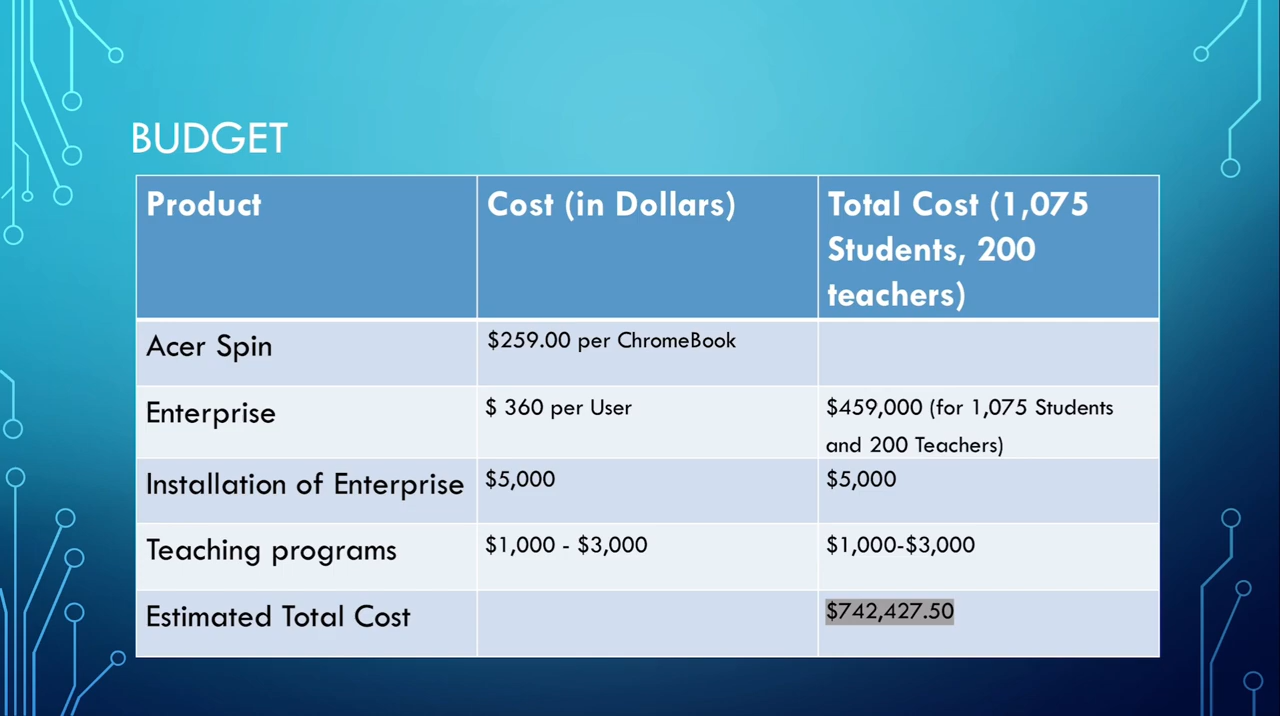 BUDGET
Product
Cost (in Dollars)
Total Cost (1,075
Students, 200
teachers)
Acer Spin
$259.00 per ChromeBook
Enterprise
$ 360 per User
$459,000 (for 1,075 Students
and 200 Teachers)
Installation of Enterprise
$5,000
$5,000
Teaching programs
$1,000 - $3,000
$1,000-$3,000
Estimated Total Cost
$742,427.50